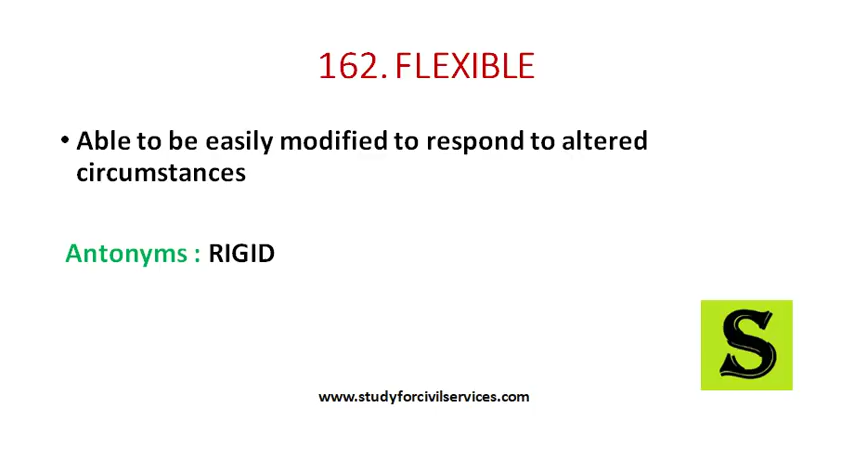 162. FLEXIBLE
• Able to be easily modified to respond to altered
circumstances
Antonyms : RIGID
S
www.studyforcivilservices.com